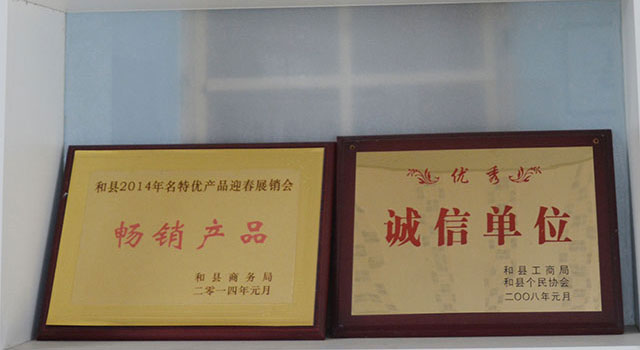 和县2014年名特优产品迎春展销会
畅销产品
和县商务局
二零一四年元月
优秀
诚信单位
和县工商局
和县个民协会
二〇〇八年元月